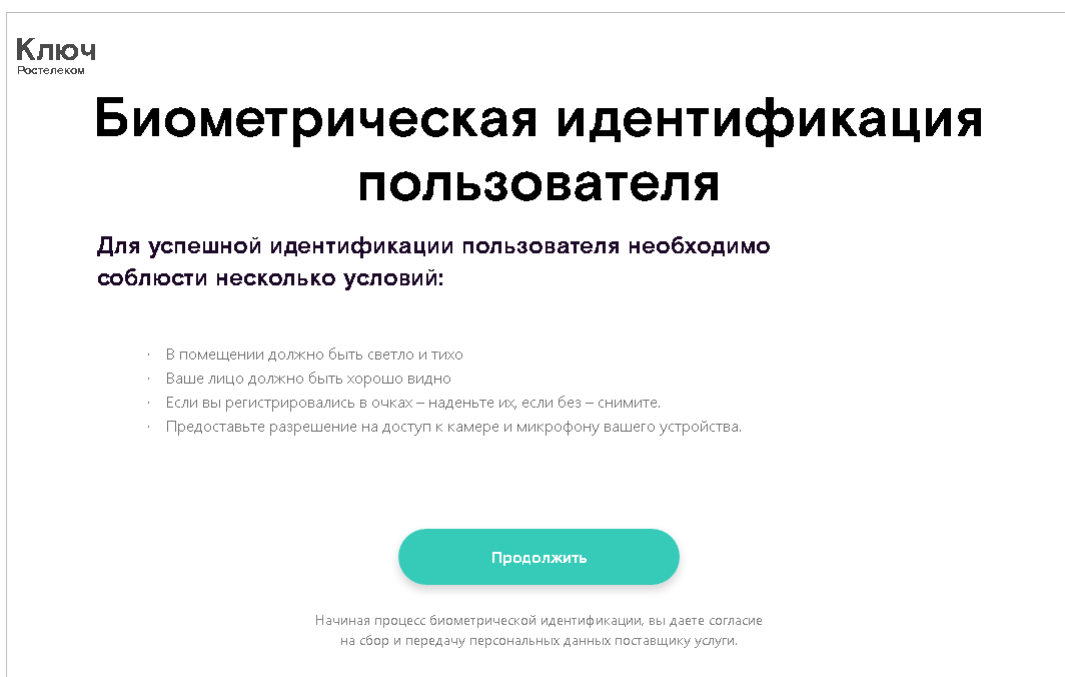 Ключ
Ростелеком
Биометрическая идентификация
пользователя
Для успешной идентификации пользователя необходимо
соблюсти несколько условий:
· В помещении должно быть светло и тихо
· Ваше лицо должно быть хорошо видно
· Если вы регистрировались в очках – наденьте их, если без – снимите.
· Предоставьте разрешение на доступ к камере и микрофону вашего устройства.
Продолжить
Начиная процесс биометрической идентификации, вы даете согласие
на сбор и передачу персональных данных поставщику услуги.